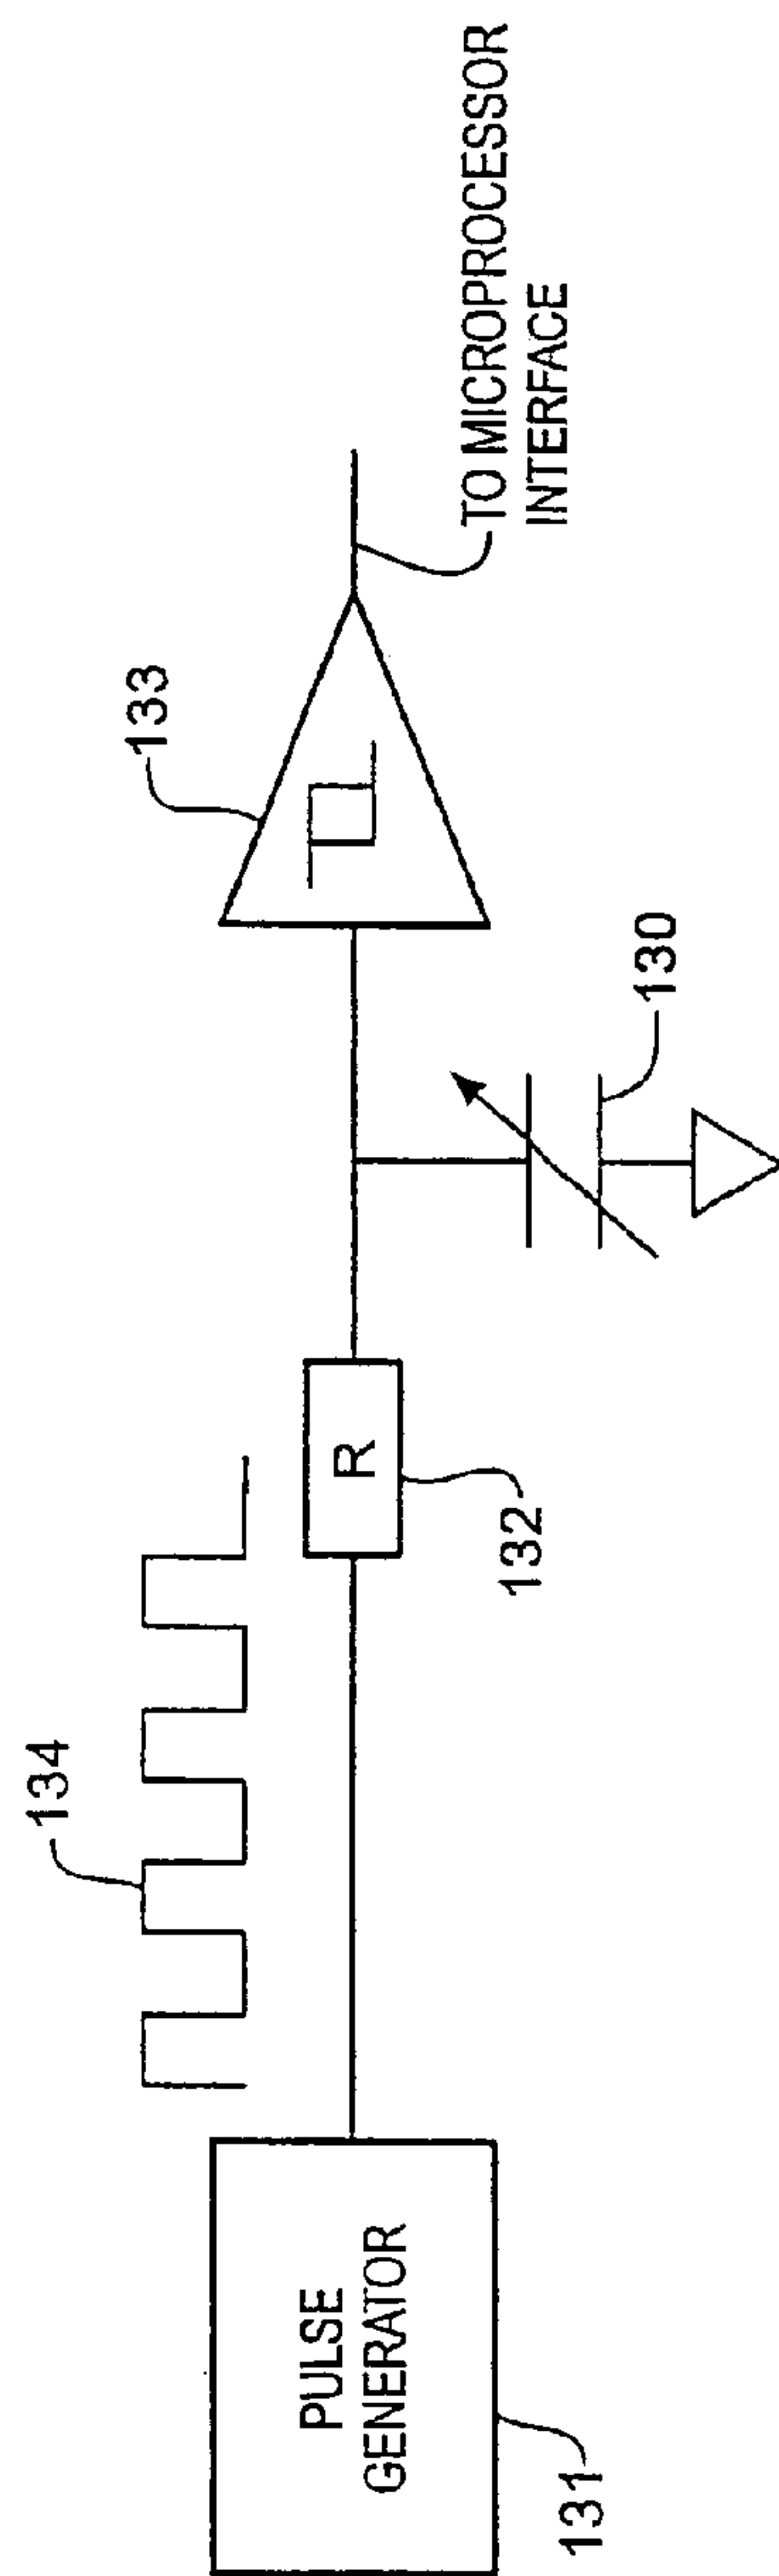 134
133
PULSE
GENERATOR
R
131
132
130
TO MICROPROCESSOR
INTERFACE